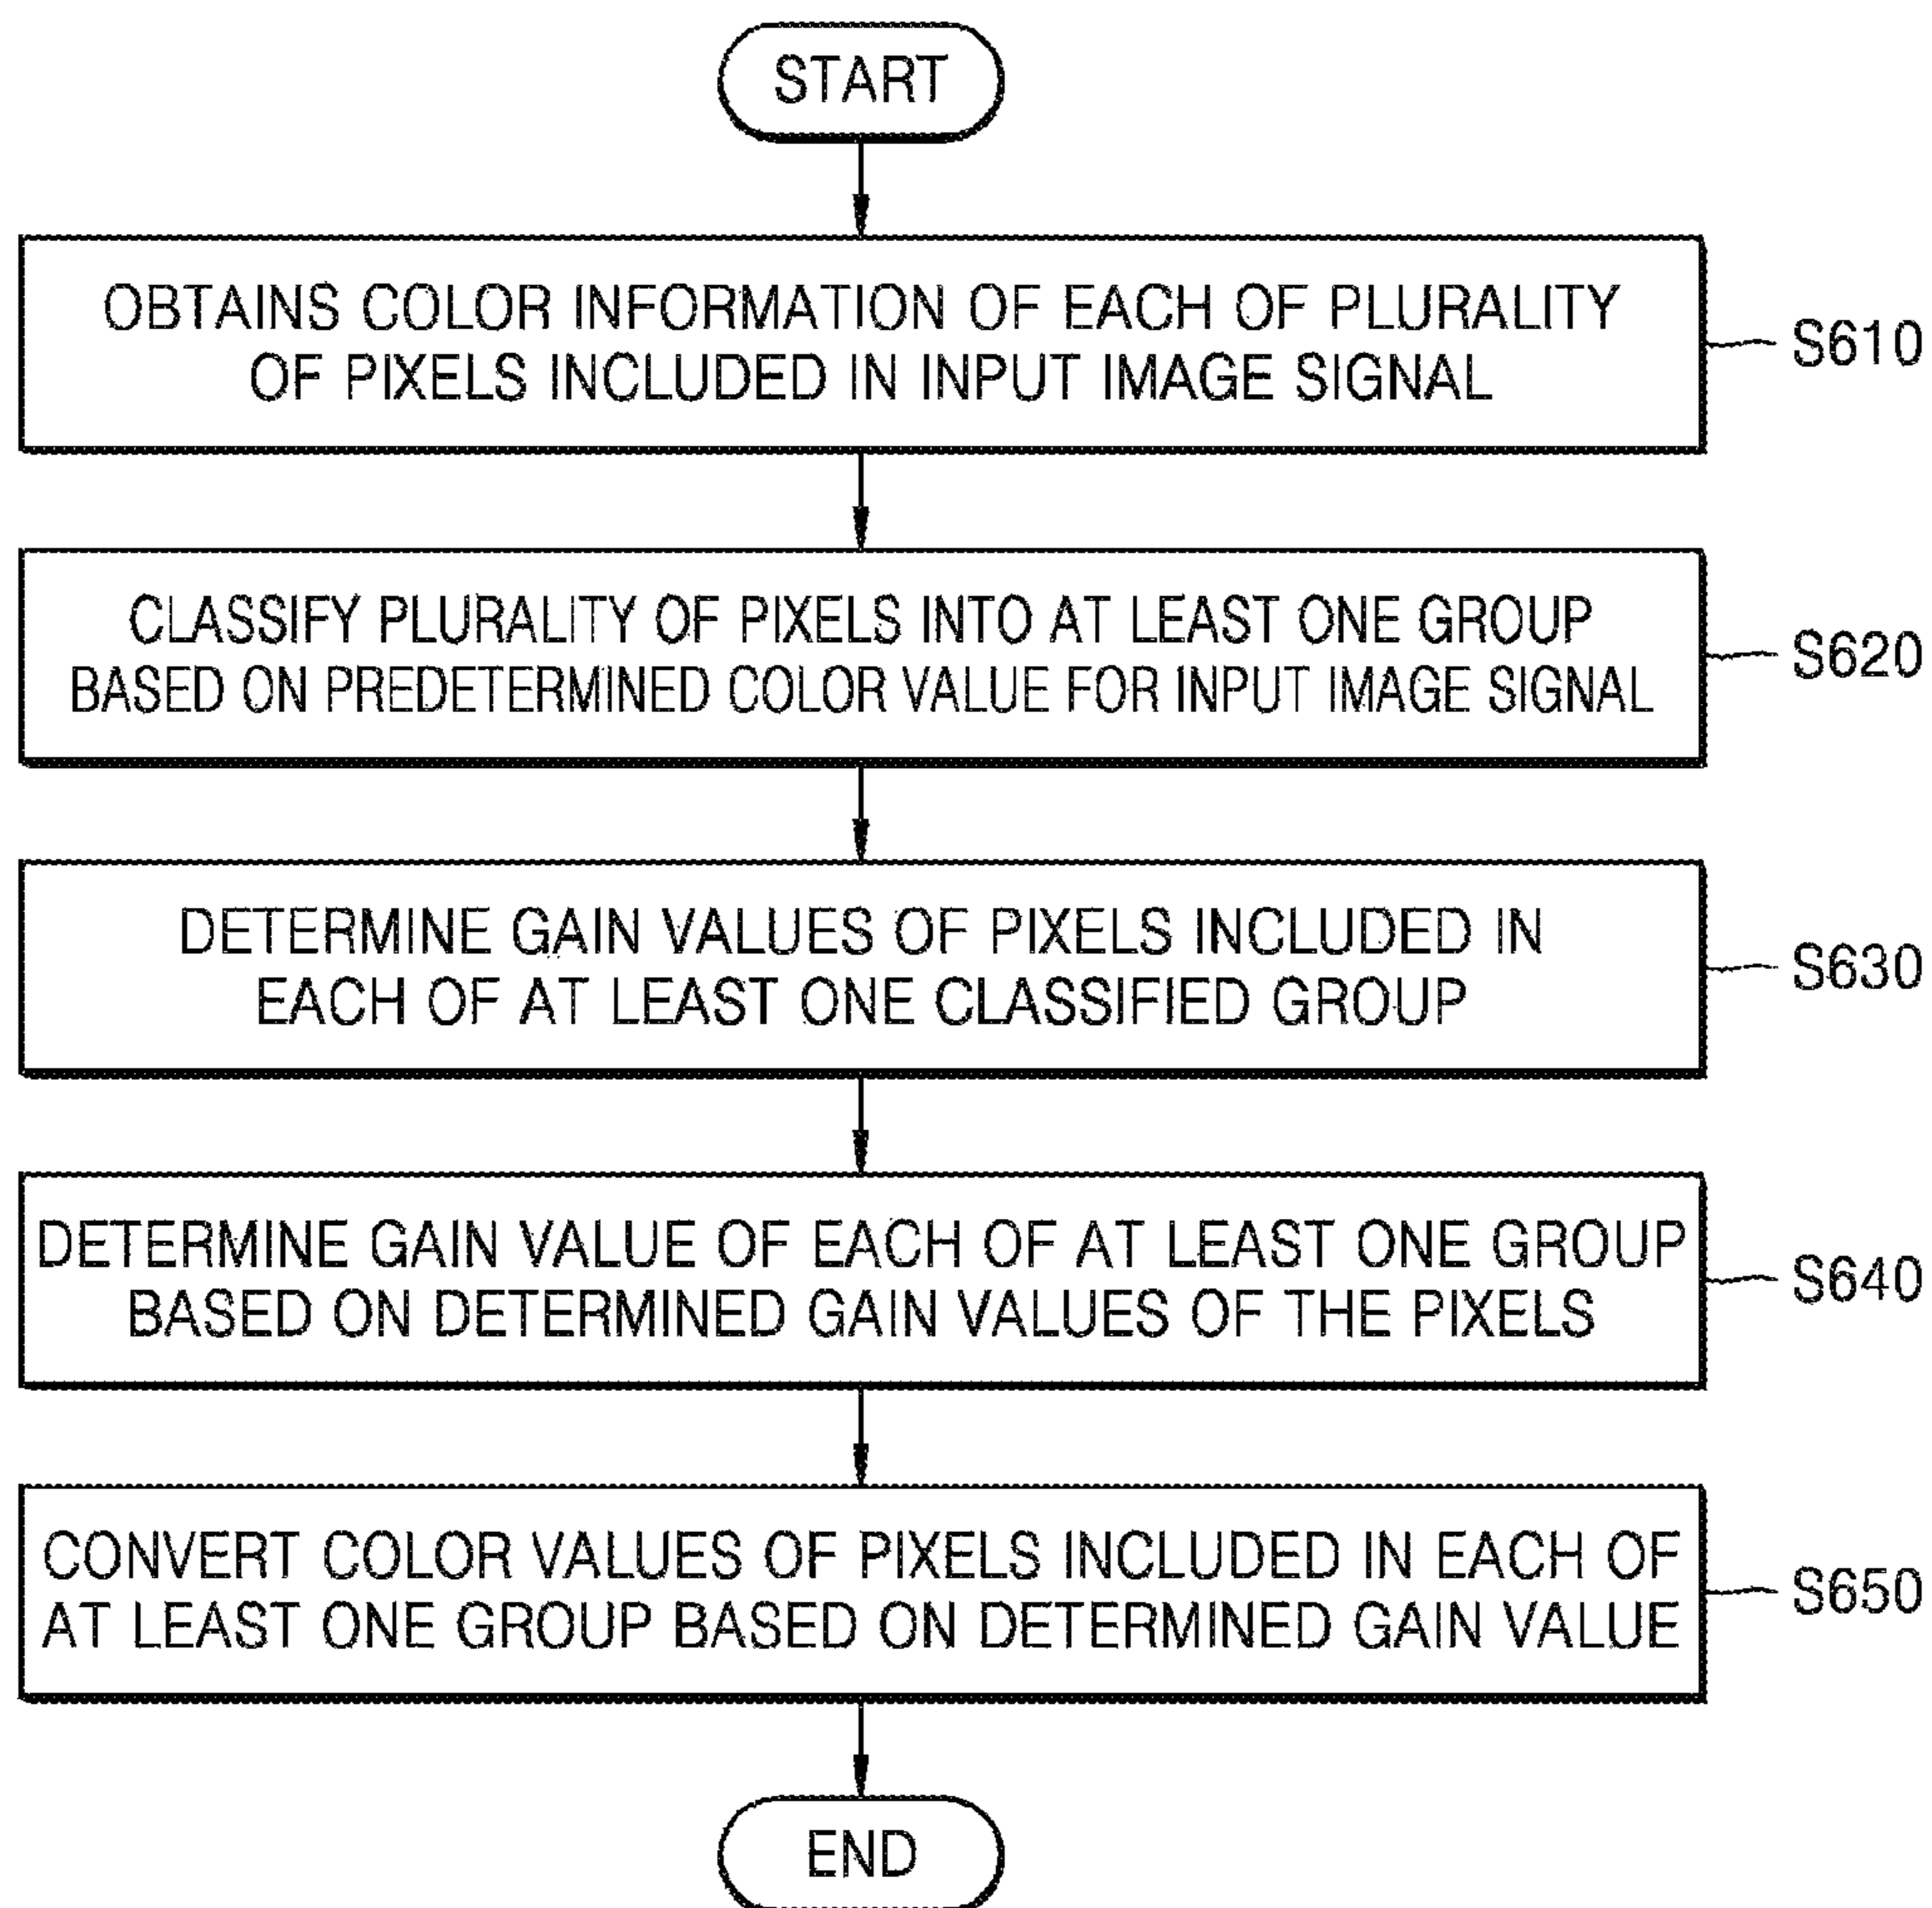 START
OBTAINS COLOR INFORMATION OF EACH OF PLURALITY
OF PIXELS INCLUDED IN INPUT IMAGE SIGNAL
S610
CLASSIFY PLURALITY OF PIXELS INTO AT LEAST ONE GROUP
BASED ON PREDETERMINED COLOR VALUE FOR INPUT IMAGE SIGNAL
S620
DETERMINE GAIN VALUES OF PIXELS INCLUDED IN
EACH OF AT LEAST ONE CLASSIFIED GROUP
S630
DETERMINE GAIN VALUE OF EACH OF AT LEAST ONE GROUP
BASED ON DETERMINED GAIN VALUES OF THE PIXELS
S640
CONVERT COLOR VALUES OF PIXELS INCLUDED IN EACH OF
AT LEAST ONE GROUP BASED ON DETERMINED GAIN VALUE
S650
END